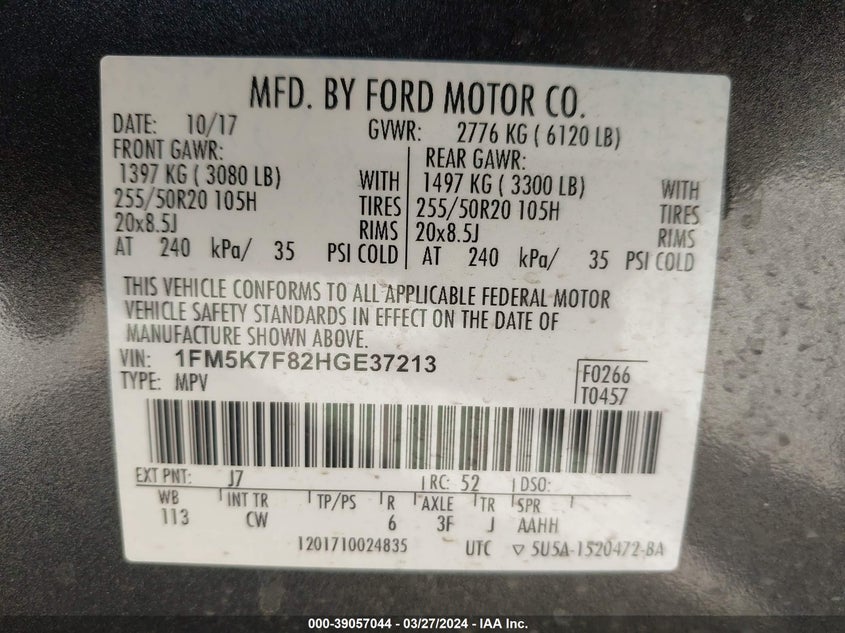 MFD. BY FORD MOTOR CO.
DATE: 10/17 GVWR: 2776 KG ( 6120 LB)
FRONT GAWR: REAR GAWR:
1397 KG ( 3080 LB) WITH 1497 KG ( 3300 LB) WITH
255/50R20 105H TIRES 255/50R20 105H TIRES
20x8.5J RIMS 20x8.5J RIMS
AT 240 kPa/ 35 PSI COLD AT 240 kPa/ 35 PSI COLD
THIS VEHICLE CONFORMS TO ALL APPLICABLE FEDERAL MOTOR
VEHICLE SAFETY STANDARDS IN EFFECT ON THE DATE OF
MANUFACTURE SHOWN ABOVE.
VIN: 1FM5K7F82HGE37213
TYPE: MPV
F0266
T0457
EXT PNT: J7 RC: 52 DSO:
WB INT TR TP/PS R AXLE TR SPR
113 CW 6 3F J AAHH
1201710024835 UTC ▽ 5U5A-1520472-BA
000-39057044 - 03/27/2024 - IAA Inc.